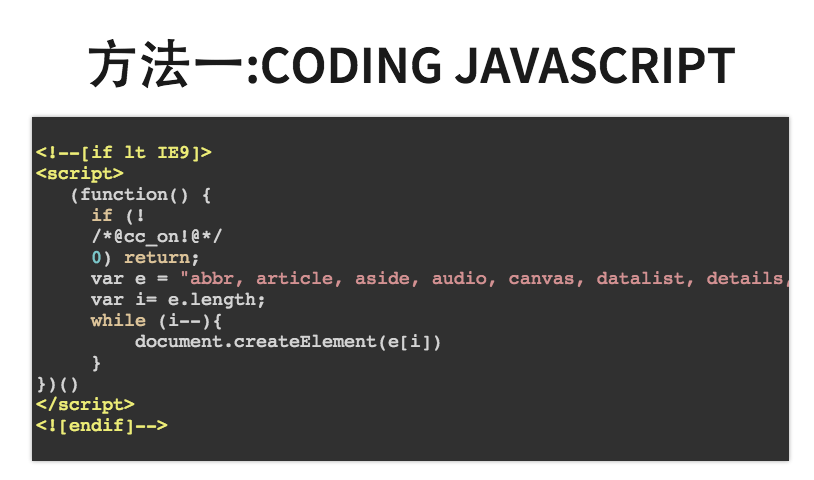 方法一:CODING JAVASCRIPT
<!--[if lt IE9]>
<script>
(function() {
if (!
/*@cc_on!@*/
0) return;
var e = "abbr, article, aside, audio, canvas, datalist, details,
var i= e.length;
while (i--){
document.createElement(e[i])
}
})()
</script>
<![endif]-->